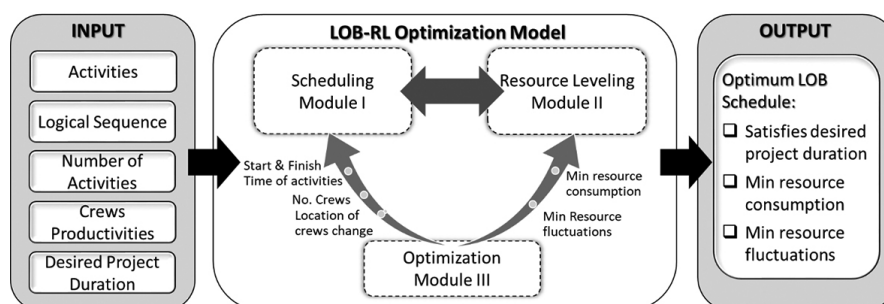 INPUT
Activities
Logical Sequence
Number of
Activities
Crews
Productivities
Desired Project
Duration
LOB-RL Optimization Model
Scheduling
Module I
Resource Leveling
Module II
Start & Finish
Time of activities
No. Crews
Location of
crews change
Min resource
consumption
Min Resource
fluctuations
Optimization
Module III
OUTPUT
Optimum LOB
Schedule:
Satisfies desired
project duration
Min resource
consumption
Min resource
fluctuations